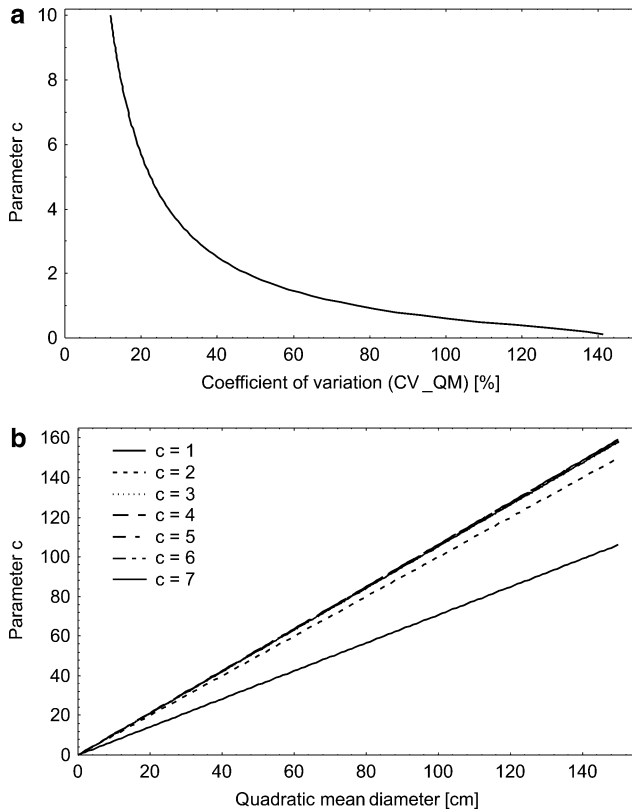 a
10
8
6
4
2
0
Parameter c
0 20 40 60 80 100 120 140
Coefficient of variation (CV_QM) [%]
b
160
140
120
100
80
60
40
20
0
Parameter c
c = 1
c = 2
c = 3
c = 4
c = 5
c = 6
c = 7
0 20 40 60 80 100 120 140
Quadratic mean diameter [cm]